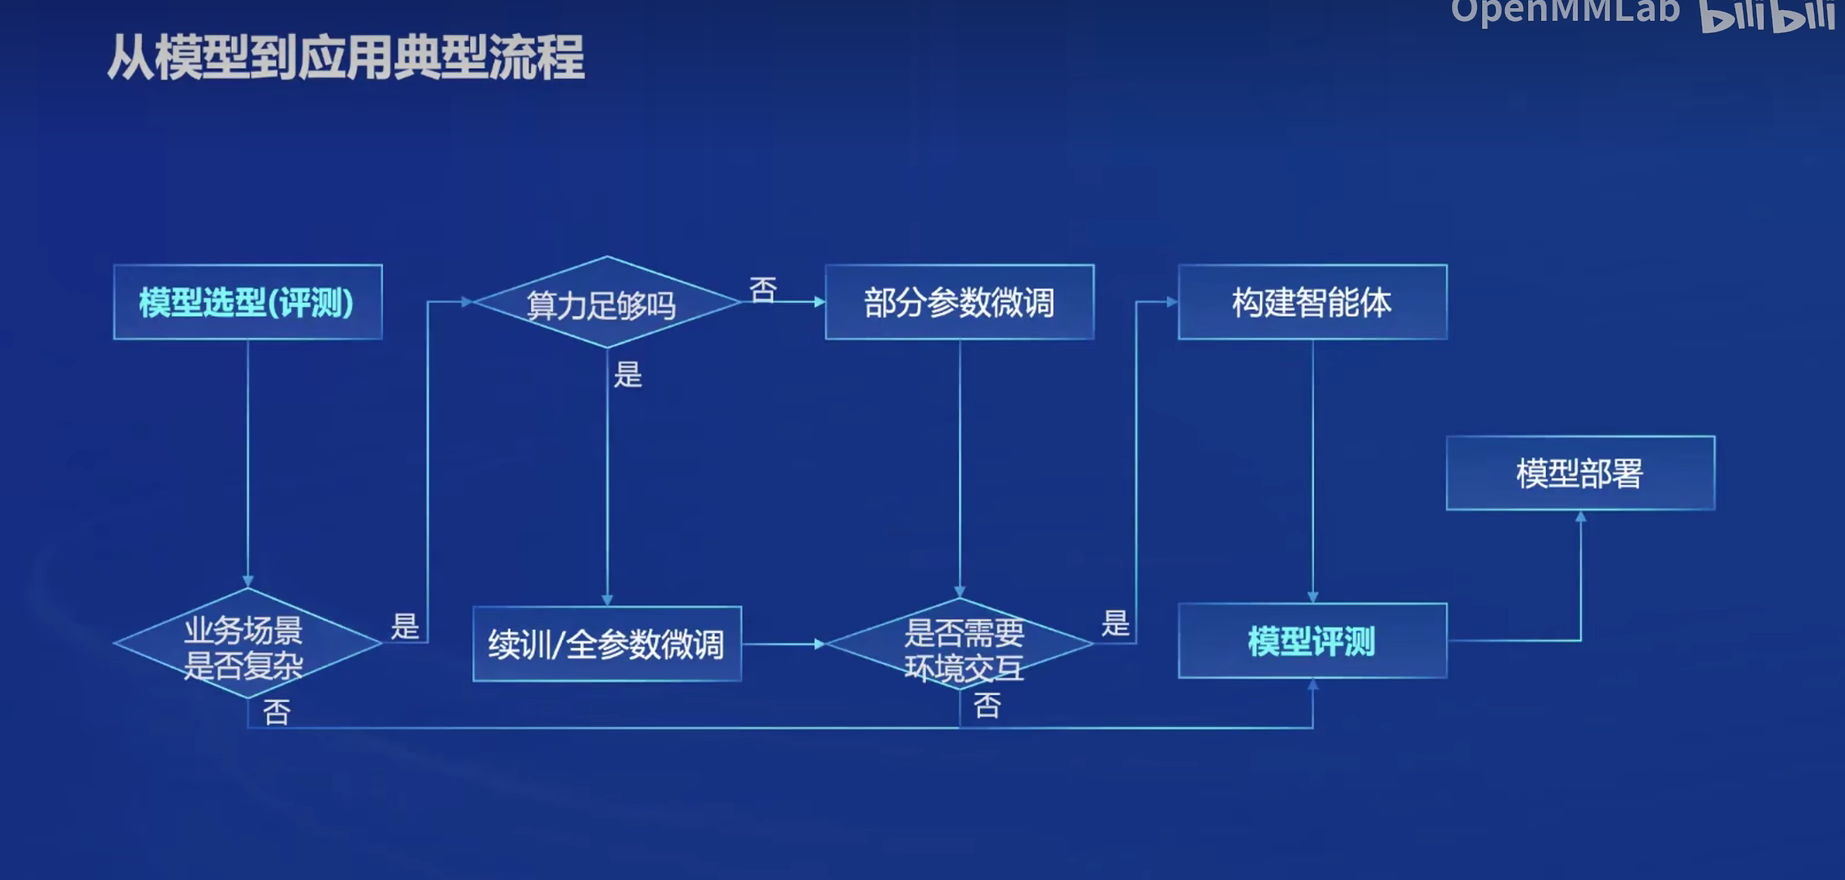 OpenMMLab bilibili
从模型到应用典型流程
模型选型(评测)
算力足够吗
否
部分参数微调
构建智能体
是
模型部署
业务场景
是否复杂
是
续训/全参数微调
是否需要
环境交互
是
模型评测
否
否